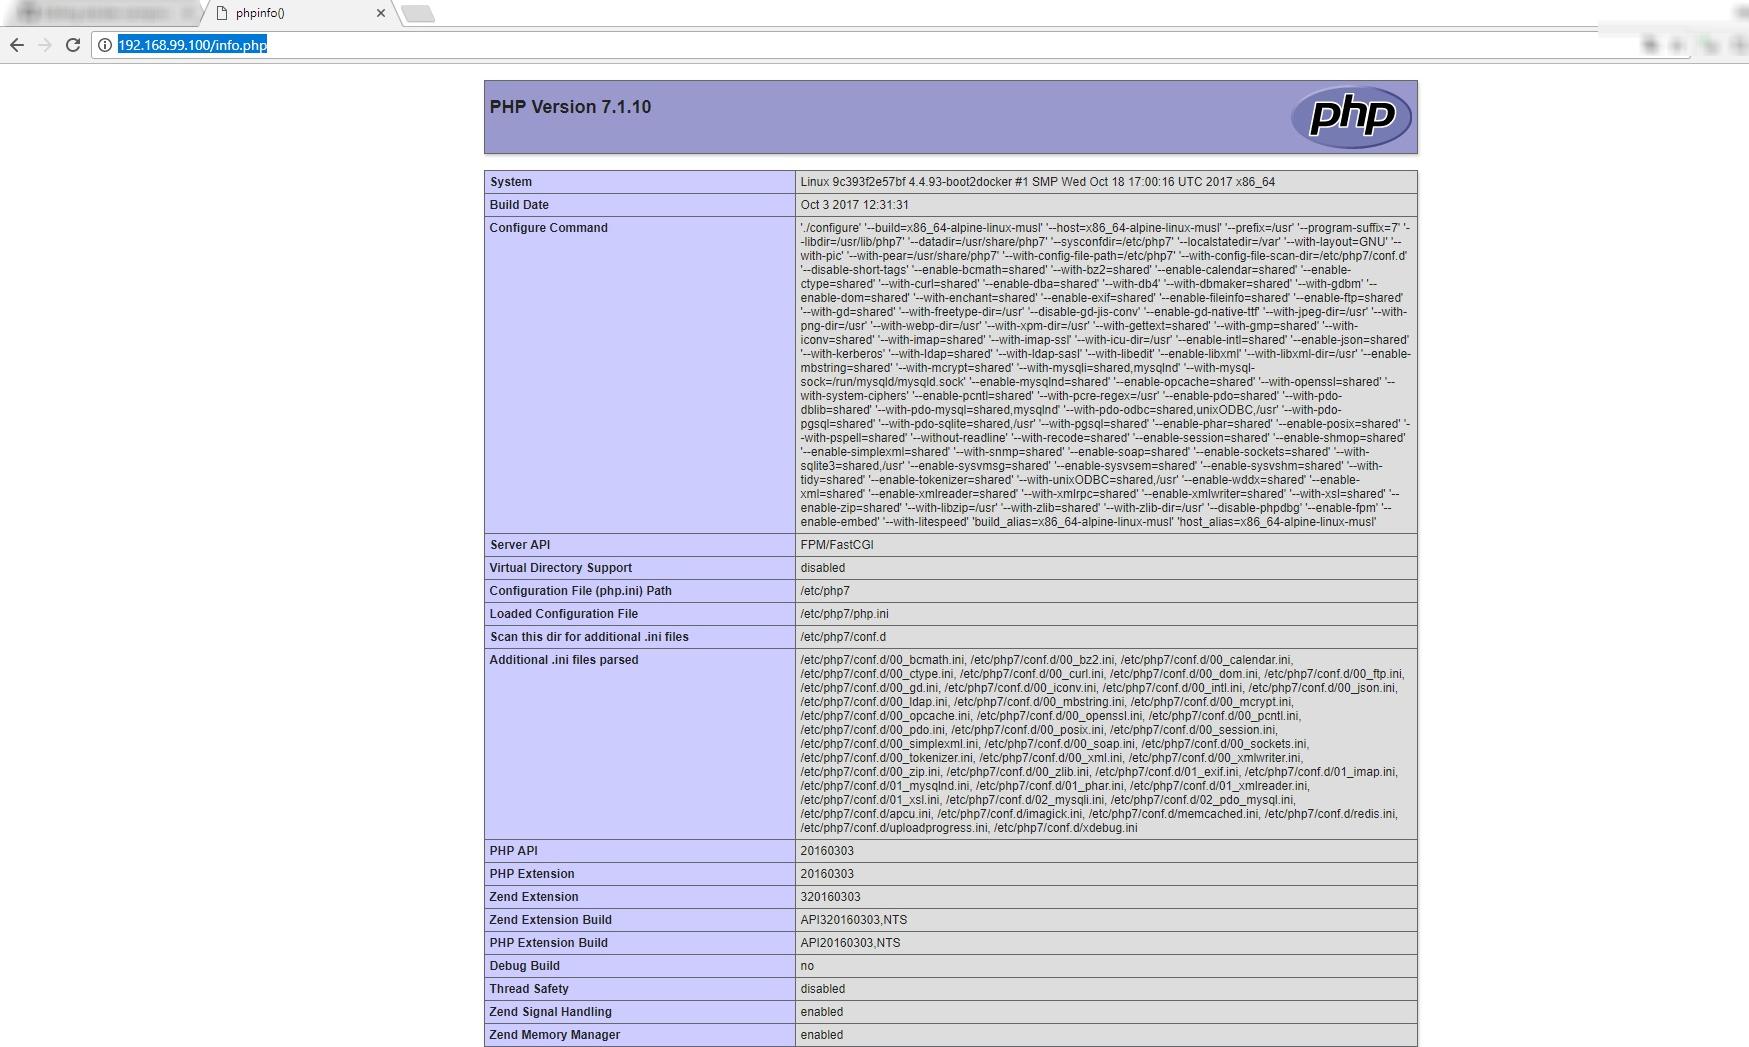 phpinfo()
192.168.99.100/info.php
PHP Version 7.1.10
php
System
Linux 9c393f2e57bf 4.4.93-boot2docker #1 SMP Wed Oct 18 17:00:16 UTC 2017 x86_64
Build Date
Oct 3 2017 12:31:31
Configure Command
'./configure' '--build=x86_64-alpine-linux-musl' '--host=x86_64-alpine-linux-musl' '--prefix=/usr' '--program-suffix=7' '-
-libdir=/usr/lib/php7' '--datadir=/usr/share/php7' '--sysconfdir=/etc/php7' '--localstatedir=/var' '--with-layout=GNU' '--
with-pic' '--with-pear=/usr/share/php7' '--with-config-file-path=/etc/php7' '--with-config-file-scan-dir=/etc/php7/conf.d'
'--disable-short-tags' '--enable-bcmath=shared' '--with-bz2=shared' '--enable-calendar=shared' '--enable-
ctype=shared' '--with-curl=shared' '--enable-dba=shared' '--with-db4' '--with-dbmaker=shared' '--with-gdbm' '--
enable-dom=shared' '--with-enchant=shared' '--enable-exif=shared' '--enable-fileinfo=shared' '--enable-ftp=shared'
'--with-gd=shared' '--with-freetype-dir=/usr' '--disable-gd-jis-conv' '--enable-gd-native-ttf' '--with-jpeg-dir=/usr' '--with-
png-dir=/usr' '--with-webp-dir=/usr' '--with-xpm-dir=/usr' '--with-gettext=shared' '--with-gmp=shared' '--with-
iconv=shared' '--with-imap=shared' '--with-imap-ssl' '--with-icu-dir=/usr' '--enable-intl=shared' '--enable-json=shared'
'--with-kerberos' '--with-ldap=shared' '--with-ldap-sasl' '--with-libedit' '--enable-libxml' '--with-libxml-dir=/usr' '--enable-
mbstring=shared' '--with-mcrypt=shared' '--with-mysqli=shared,mysqlnd' '--with-mysql-
sock=/run/mysqld/mysqld.sock' '--enable-mysqlnd=shared' '--enable-opcache=shared' '--with-openssl=shared' '--
with-system-ciphers' '--enable-pcntl=shared' '--with-pcre-regex=/usr' '--enable-pdo=shared' '--with-pdo-
dblib=shared' '--with-pdo-mysql=shared,mysqlnd' '--with-pdo-odbc=shared,unixODBC,/usr' '--with-pdo-
pgsql=shared' '--with-pdo-sqlite=shared,/usr' '--with-pgsql=shared' '--enable-phar=shared' '--enable-posix=shared' '-
-with-pspell=shared' '--without-readline' '--with-recode=shared' '--enable-session=shared' '--enable-shmop=shared'
'--enable-simplexml=shared' '--with-snmp=shared' '--enable-soap=shared' '--enable-sockets=shared' '--with-
sqlite3=shared,/usr' '--enable-sysvmsg=shared' '--enable-sysvsem=shared' '--enable-sysvshm=shared' '--with-
tidy=shared' '--enable-tokenizer=shared' '--with-unixODBC=shared,/usr' '--enable-wddx=shared' '--enable-
xml=shared' '--enable-xmlreader=shared' '--with-xmlrpc=shared' '--enable-xmlwriter=shared' '--with-xsl=shared' '--
enable-zip=shared' '--with-libzip=/usr' '--with-zlib=shared' '--with-zlib-dir=/usr' '--disable-phpdbg' '--enable-fpm' '--
enable-embed' '--with-litespeed' 'build_alias=x86_64-alpine-linux-musl' 'host_alias=x86_64-alpine-linux-musl'
Server API
FPM/FastCGI
Virtual Directory Support
disabled
Configuration File (php.ini) Path
/etc/php7
Loaded Configuration File
/etc/php7/php.ini
Scan this dir for additional .ini files
/etc/php7/conf.d
Additional .ini files parsed
/etc/php7/conf.d/00_bcmath.ini, /etc/php7/conf.d/00_bz2.ini, /etc/php7/conf.d/00_calendar.ini,
/etc/php7/conf.d/00_ctype.ini, /etc/php7/conf.d/00_curl.ini, /etc/php7/conf.d/00_dom.ini, /etc/php7/conf.d/00_ftp.ini,
/etc/php7/conf.d/00_gd.ini, /etc/php7/conf.d/00_iconv.ini, /etc/php7/conf.d/00_intl.ini, /etc/php7/conf.d/00_json.ini,
/etc/php7/conf.d/00_ldap.ini, /etc/php7/conf.d/00_mbstring.ini, /etc/php7/conf.d/00_mcrypt.ini,
/etc/php7/conf.d/00_opcache.ini, /etc/php7/conf.d/00_openssl.ini, /etc/php7/conf.d/00_pcntl.ini,
/etc/php7/conf.d/00_pdo.ini, /etc/php7/conf.d/00_posix.ini, /etc/php7/conf.d/00_session.ini,
/etc/php7/conf.d/00_simplexml.ini, /etc/php7/conf.d/00_soap.ini, /etc/php7/conf.d/00_sockets.ini,
/etc/php7/conf.d/00_tokenizer.ini, /etc/php7/conf.d/00_xml.ini, /etc/php7/conf.d/00_xmlwriter.ini,
/etc/php7/conf.d/00_zip.ini, /etc/php7/conf.d/00_zlib.ini, /etc/php7/conf.d/01_exif.ini, /etc/php7/conf.d/01_imap.ini,
/etc/php7/conf.d/01_mysqlnd.ini, /etc/php7/conf.d/01_phar.ini, /etc/php7/conf.d/01_xmlreader.ini,
/etc/php7/conf.d/01_xsl.ini, /etc/php7/conf.d/02_mysqli.ini, /etc/php7/conf.d/02_pdo_mysql.ini,
/etc/php7/conf.d/apcu.ini, /etc/php7/conf.d/imagick.ini, /etc/php7/conf.d/memcached.ini, /etc/php7/conf.d/redis.ini,
/etc/php7/conf.d/uploadprogress.ini, /etc/php7/conf.d/xdebug.ini
PHP API
20160303
PHP Extension
20160303
Zend Extension
320160303
Zend Extension Build
API320160303,NTS
PHP Extension Build
API20160303,NTS
Debug Build
no
Thread Safety
disabled
Zend Signal Handling
enabled
Zend Memory Manager
enabled